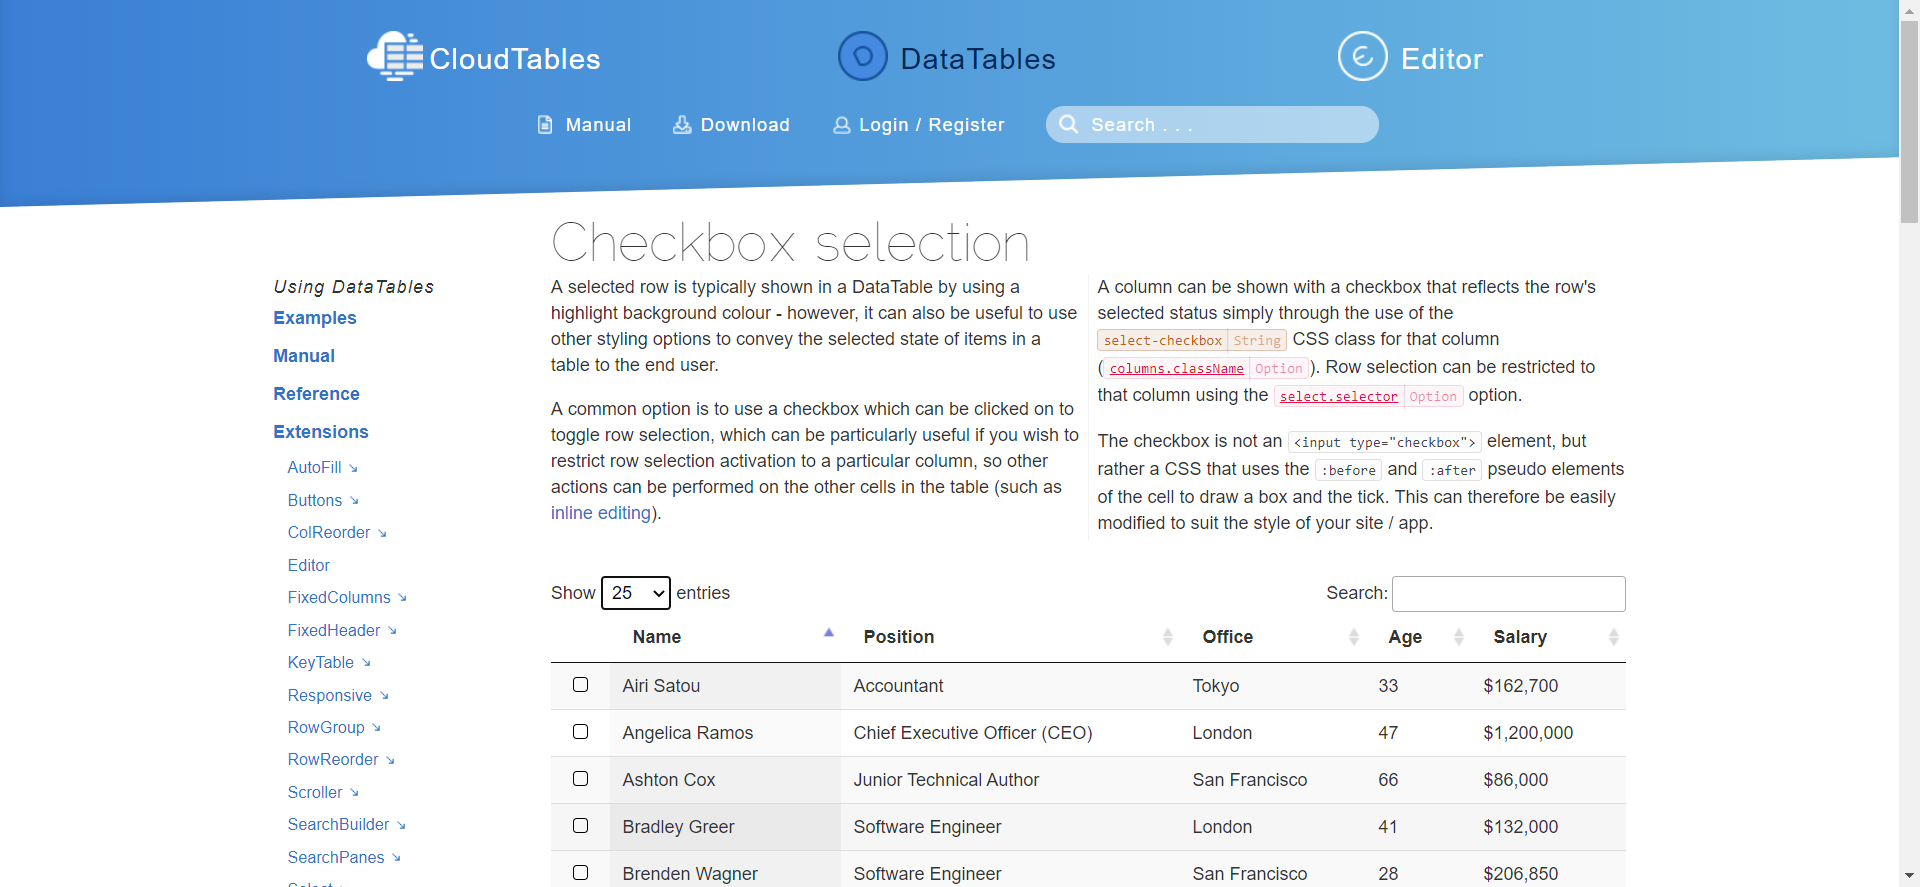 CloudTables
DataTables
Editor
Manual
Download
Login / Register
Search . . .
Checkbox selection
Using DataTables
Examples
Manual
Reference
Extensions
AutoFill
Buttons
ColReorder
Editor
FixedColumns
FixedHeader
KeyTable
Responsive
RowGroup
RowReorder
Scroller
SearchBuilder
SearchPanes
Select
A selected row is typically shown in a DataTable by using a
highlight background colour - however, it can also be useful to use
other styling options to convey the selected state of items in a
table to the end user.
A common option is to use a checkbox which can be clicked on to
toggle row selection, which can be particularly useful if you wish to
restrict row selection activation to a particular column, so other
actions can be performed on the other cells in the table (such as
inline editing).
A column can be shown with a checkbox that reflects the row's
selected status simply through the use of the
select-checkbox String CSS class for that column
(columns.className Option). Row selection can be restricted to
that column using the select.selector Option option.
The checkbox is not an <input type="checkbox"> element, but
rather a CSS that uses the :before and :after pseudo elements
of the cell to draw a box and the tick. This can therefore be easily
modified to suit the style of your site / app.
Show 25 entries
Search:
Name Position Office Age Salary
Airi Satou Accountant Tokyo 33 $162,700
Angelica Ramos Chief Executive Officer (CEO) London 47 $1,200,000
Ashton Cox Junior Technical Author San Francisco 66 $86,000
Bradley Greer Software Engineer London 41 $132,000
Brenden Wagner Software Engineer San Francisco 28 $206,850